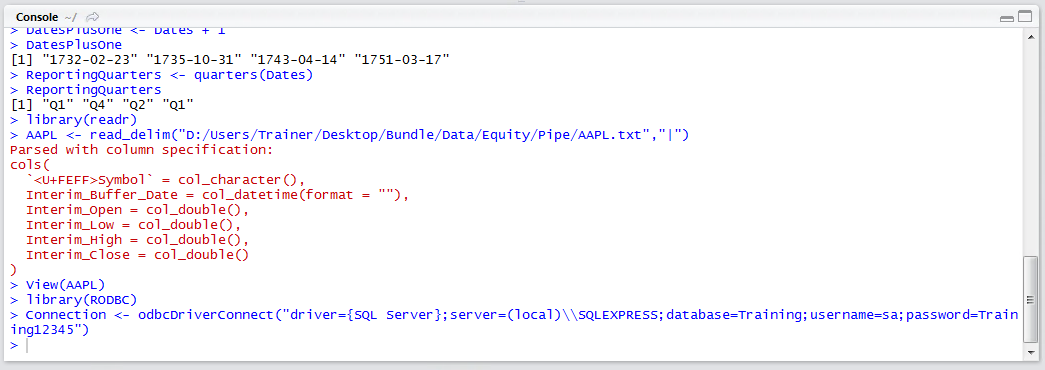 Console ~/
> DatesPlusOne <- Dates + 1
> DatesPlusOne
[1] "1732-02-23" "1735-10-31" "1743-04-14" "1751-03-17"
> ReportingQuarters <- quarters(Dates)
> ReportingQuarters
[1] "Q1" "Q4" "Q2" "Q1"
> library(readr)
> AAPL <- read_delim("D:/Users/Trainer/Desktop/Bundle/Data/Equity/Pipe/AAPL.txt","|")
Parsed with column specification:
cols(
  `<U+FEFF>Symbol` = col_character(),
  Interim_Buffer_Date = col_datetime(format = ""),
  Interim_Open = col_double(),
  Interim_Low = col_double(),
  Interim_High = col_double(),
  Interim_Close = col_double()
)
> View(AAPL)
> library(RODBC)
> Connection <- odbcDriverConnect("driver={SQL Server};server=(local)\\SQLEXPRESS;database=Training;username=sa;password=Train
ing12345")
>